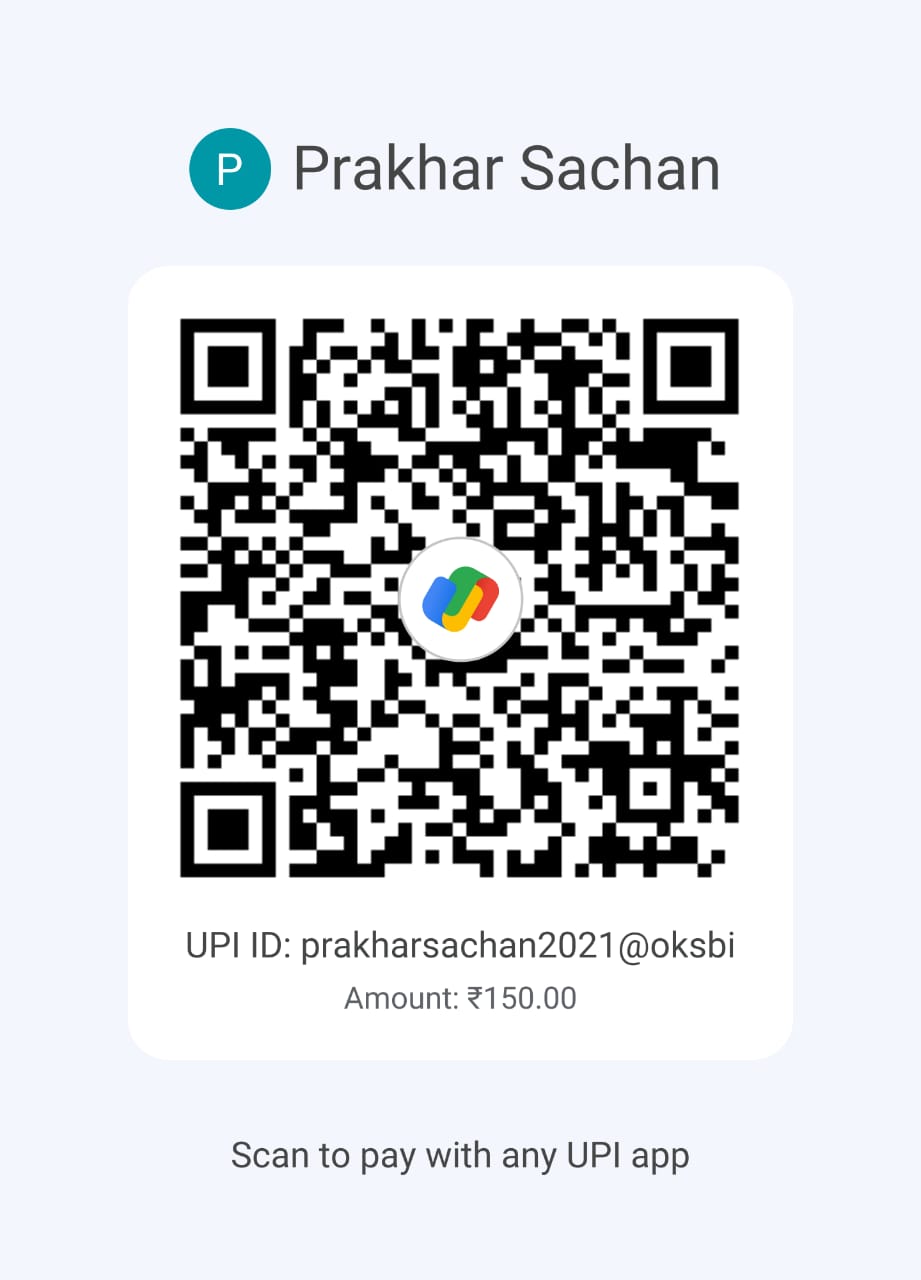 P Prakhar Sachan
UPI ID: prakharsachan2021@oksbi
Amount: ₹150.00
Scan to pay with any UPI app